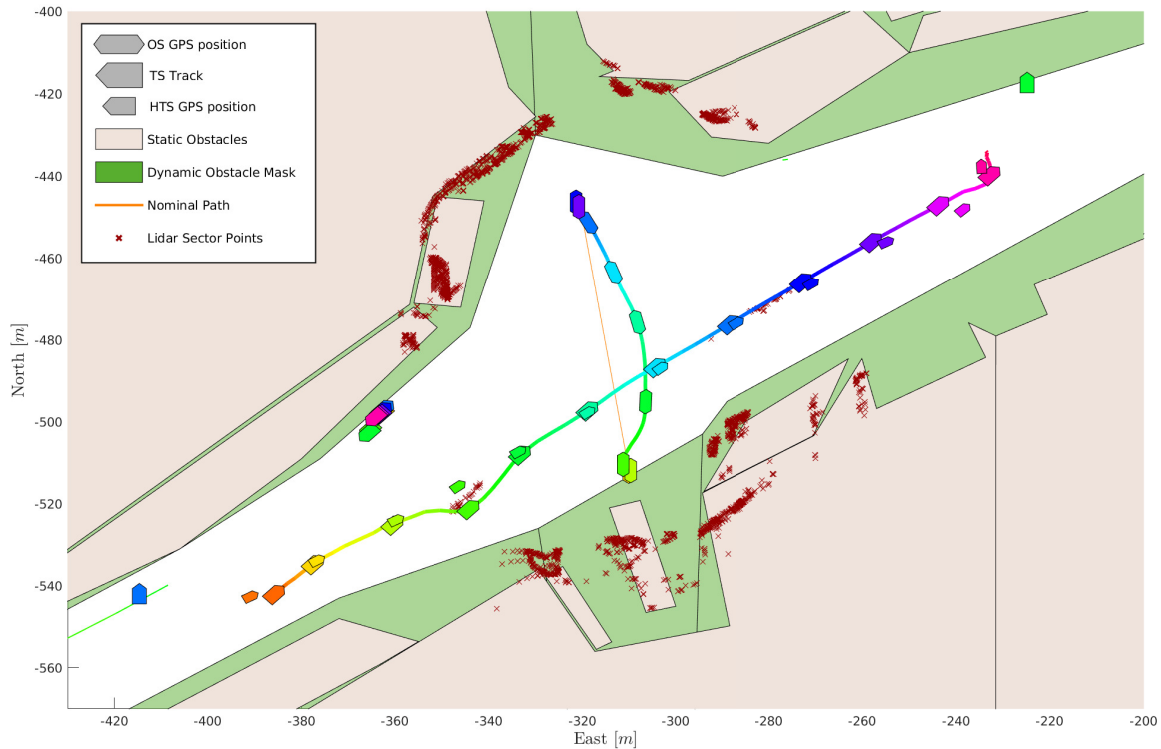 -400
-420
-440
-460
-480
-500
-520
-540
-560
North [m]
OS GPS position
TS Track
HTS GPS position
Static Obstacles
Dynamic Obstacle Mask
Nominal Path
Lidar Sector Points
-420 -400 -380 -360 -340 -320 -300 -280 -260 -240 -220 -200
East [m]